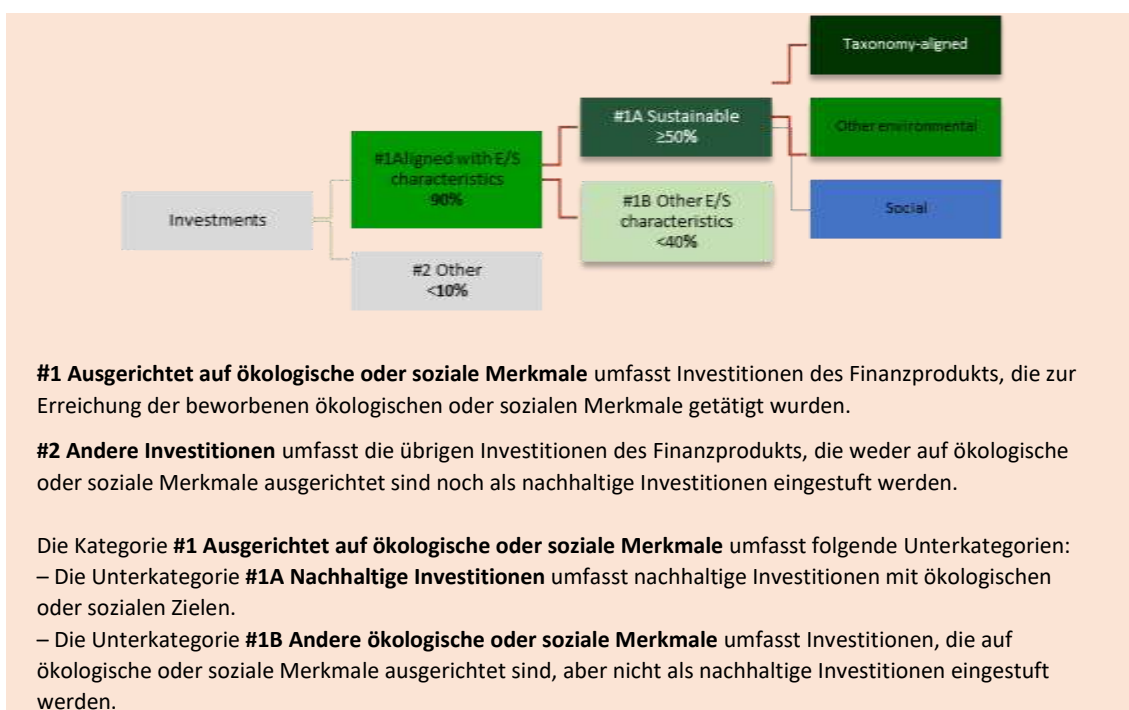 Taxonomy-aligned
#1A Sustainable
≥50%
Other environmental
#1Aligned with E/S
characteristics
90%
#1B Other E/S
characteristics
<40%
Social
Investments
#2 Other
<10%
#1 Ausgerichtet auf ökologische oder soziale Merkmale umfasst Investitionen des Finanzprodukts, die zur
Erreichung der beworbenen ökologischen oder sozialen Merkmale getätigt wurden.
#2 Andere Investitionen umfasst die übrigen Investitionen des Finanzprodukts, die weder auf ökologische
oder soziale Merkmale ausgerichtet sind noch als nachhaltige Investitionen eingestuft werden.
Die Kategorie #1 Ausgerichtet auf ökologische oder soziale Merkmale umfasst folgende Unterkategorien:
– Die Unterkategorie #1A Nachhaltige Investitionen umfasst nachhaltige Investitionen mit ökologischen
oder sozialen Zielen.
– Die Unterkategorie #1B Andere ökologische oder soziale Merkmale umfasst Investitionen, die auf
ökologische oder soziale Merkmale ausgerichtet sind, aber nicht als nachhaltige Investitionen eingestuft
werden.